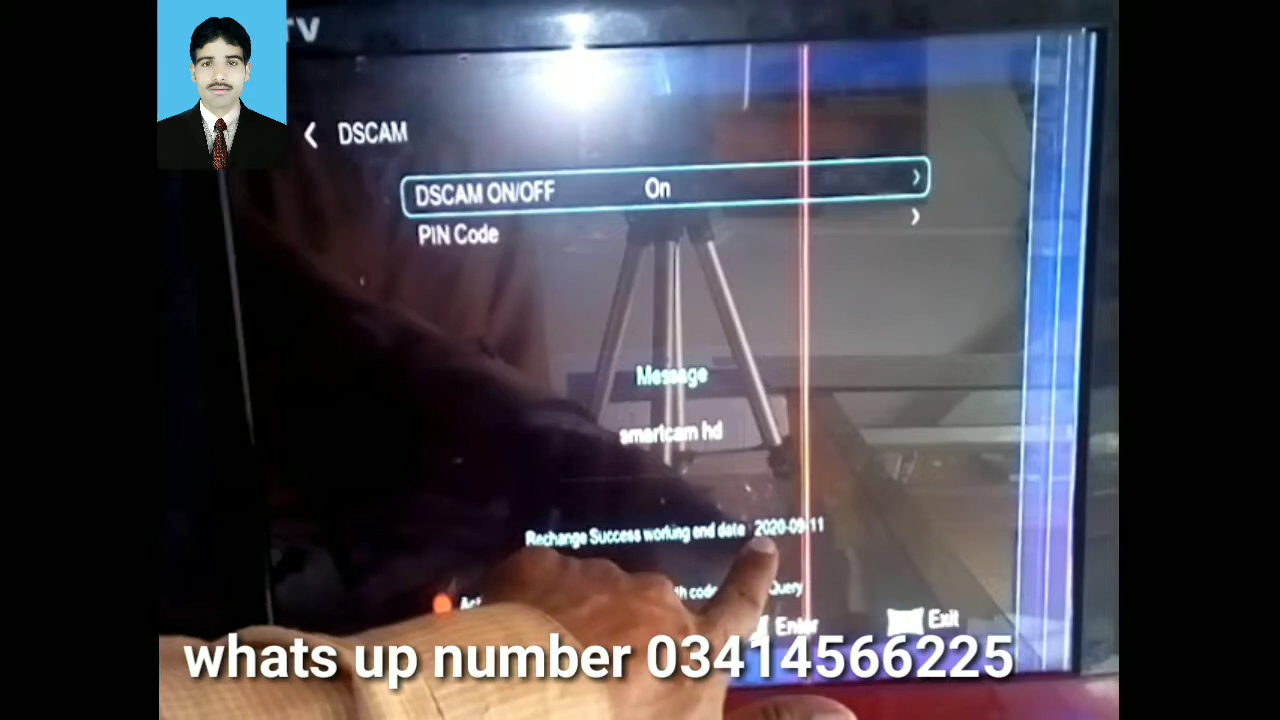 TV
DSCAM
DSCAM ON/OFF On
PIN Code
Message
smartcam hd
Rechange Success working end date 2020-09-11
Query
Enter
Exit
whats up number 03414566225